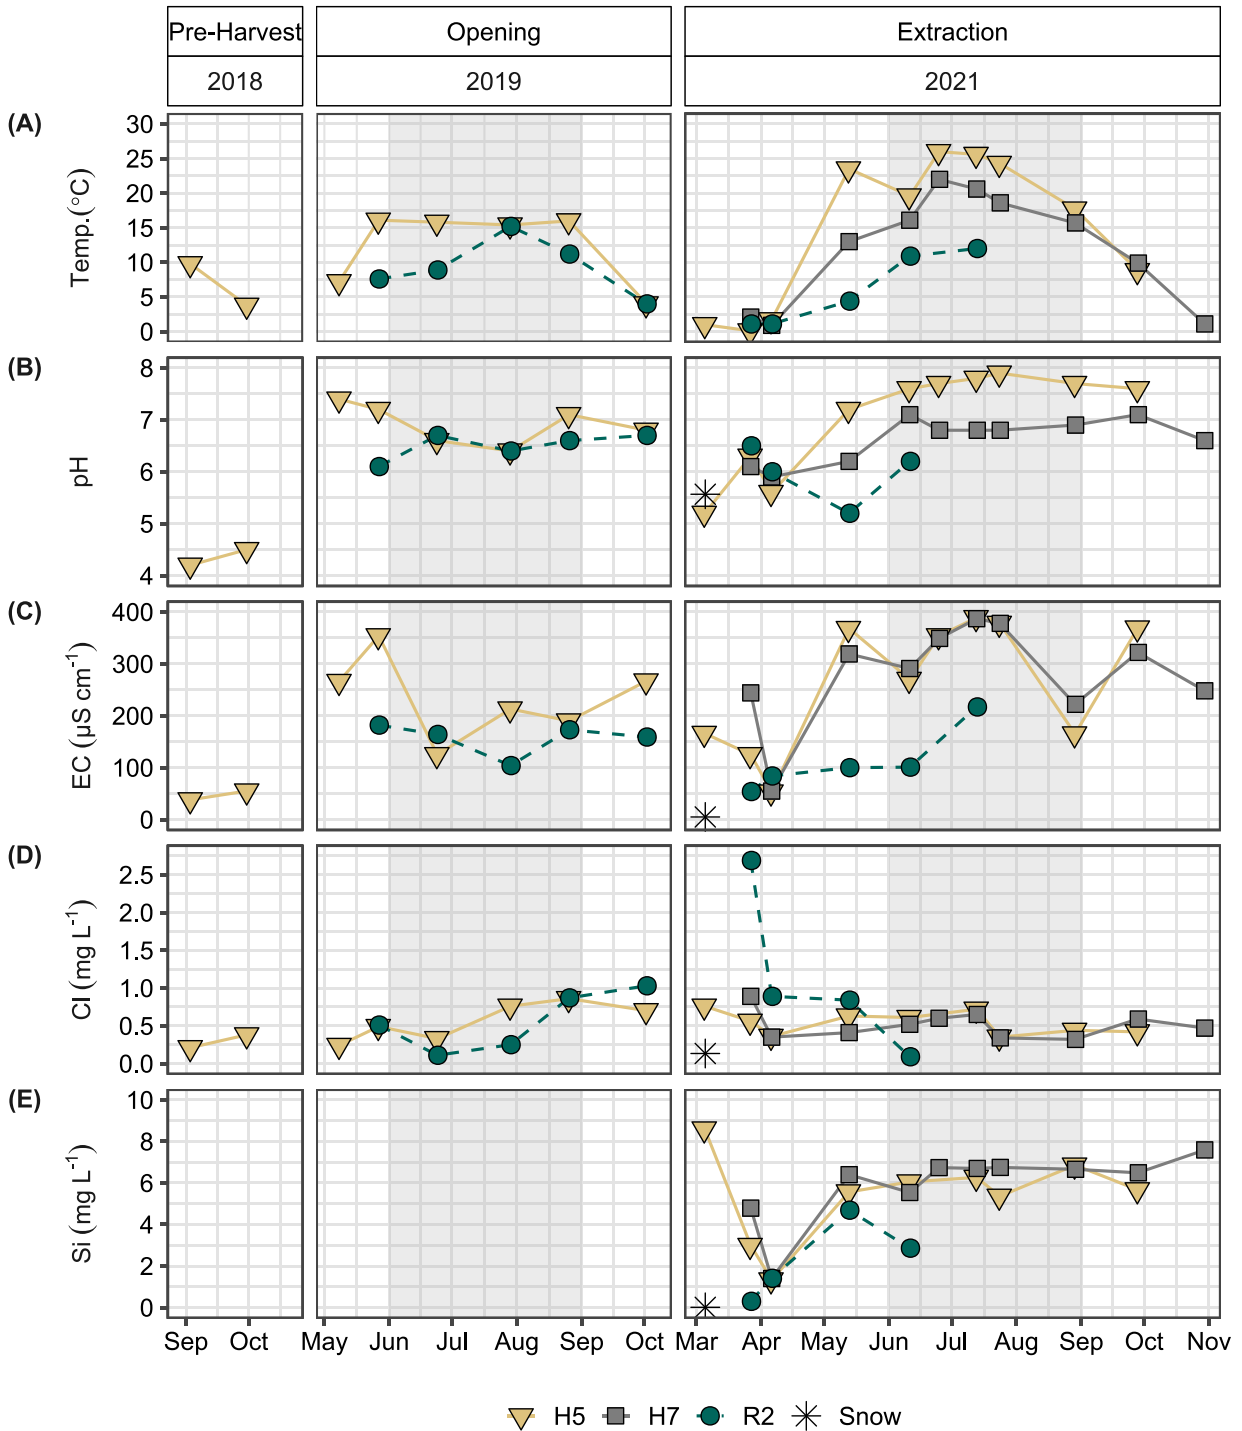 Pre-Harvest Opening Extraction
2018 2019 2021
(A)
Temp.(°C)
30
25
20
15
10
5
0
(B)
pH
8
7
6
5
4
(C)
EC (µS cm⁻¹)
400
300
200
100
0
(D)
Cl (mg L⁻¹)
2.5
2.0
1.5
1.0
0.5
0.0
(E)
Si (mg L⁻¹)
10
8
6
4
2
0
Sep Oct May Jun Jul Aug Sep Oct Mar Apr May Jun Jul Aug Sep Oct Nov
H5 H7 R2 Snow